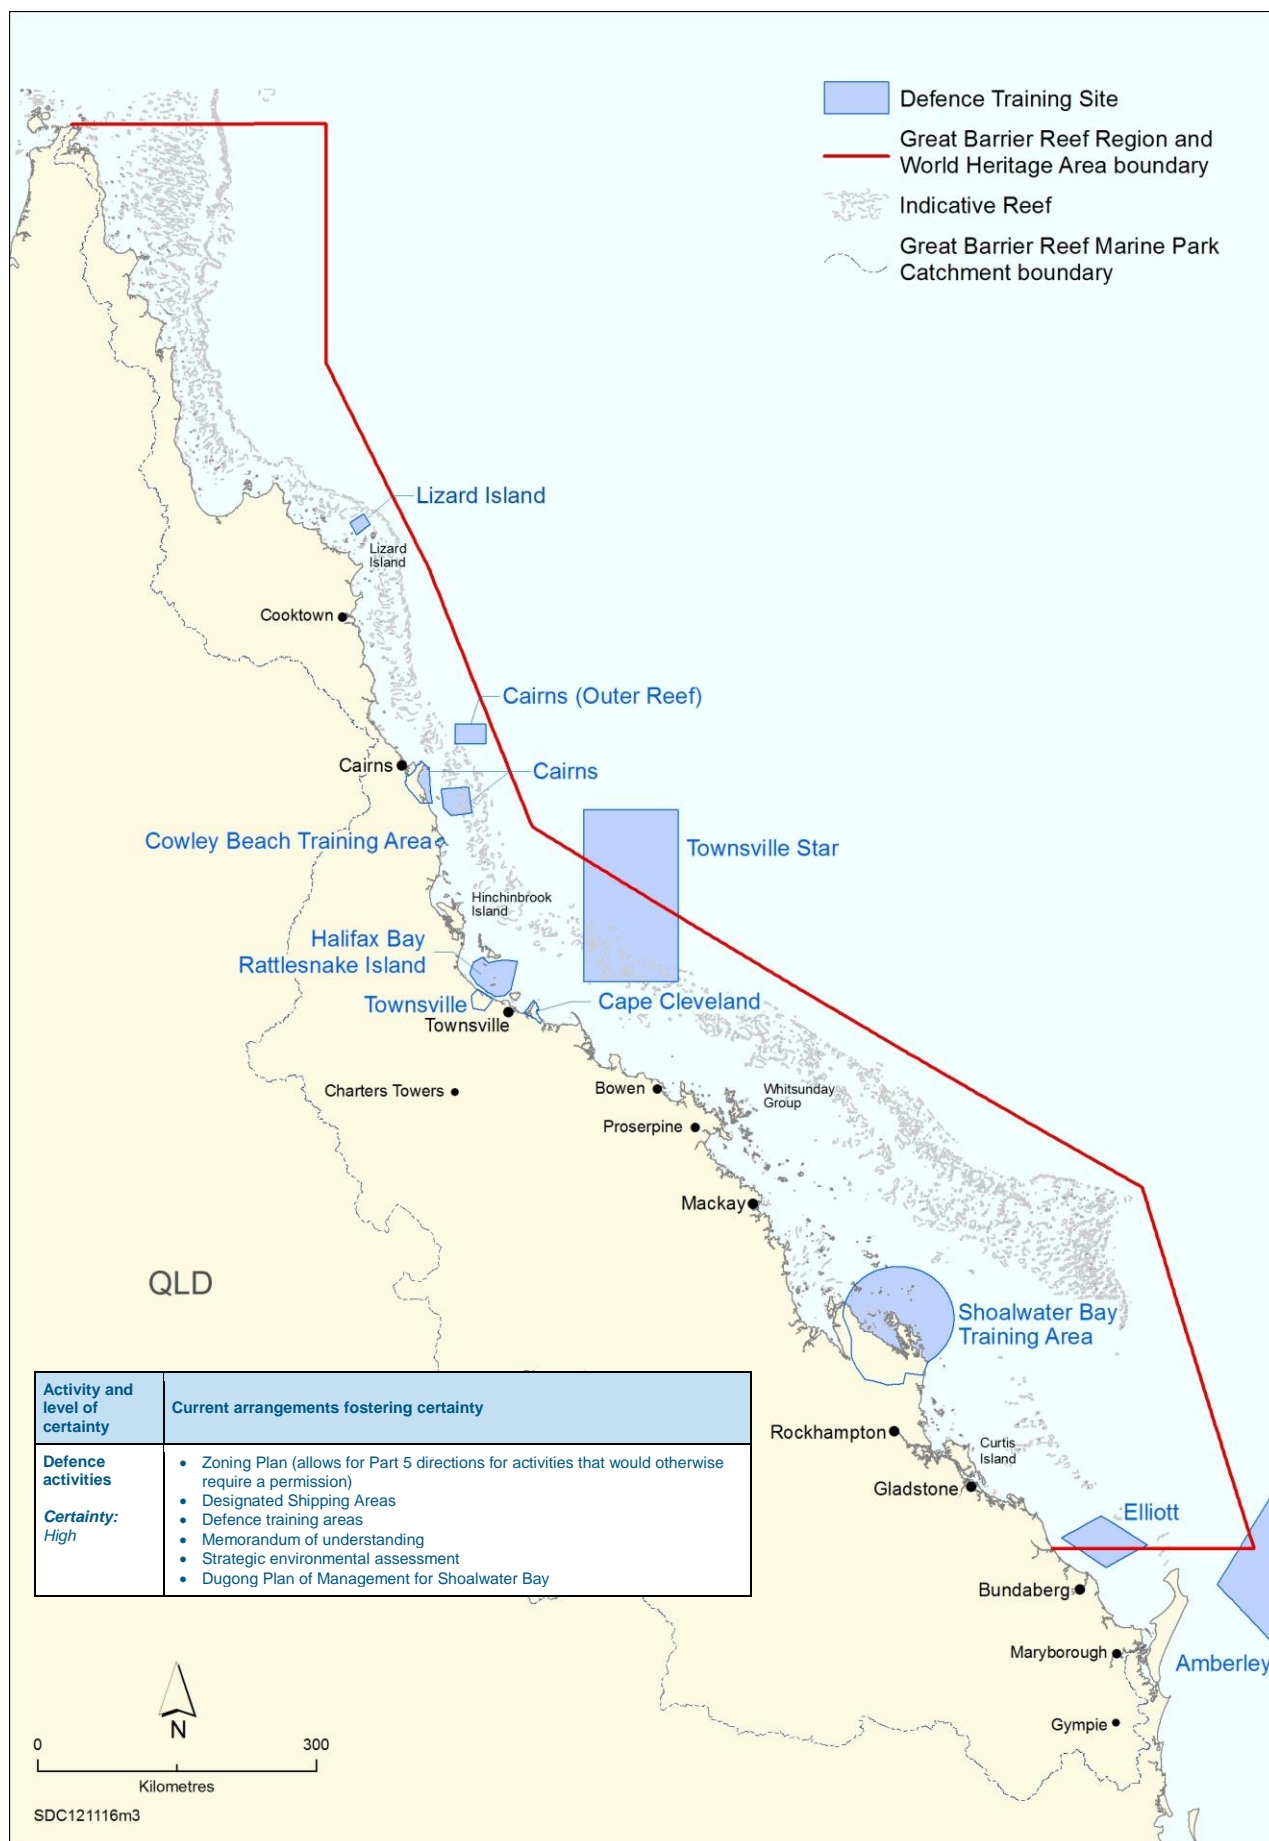 Defence Training Site
Great Barrier Reef Region and
World Heritage Area boundary
Indicative Reef
Great Barrier Reef Marine Park
Catchment boundary
Lizard Island
Lizard
Island
Cooktown
Cairns (Outer Reef)
Cairns
Cairns
Cowley Beach Training Area
Townsville Star
Hinchinbrook
Island
Halifax Bay
Rattlesnake Island
Townsville
Cape Cleveland
Townsville
Charters Towers
Bowen
Whitsunday
Group
Proserpine
Mackay
QLD
Shoalwater Bay
Training Area
Activity and
level of
certainty
Current arrangements fostering certainty
Defence
activities
Certainty:
High
• Zoning Plan (allows for Part 5 directions for activities that would otherwise
require a permission)
• Designated Shipping Areas
• Defence training areas
• Memorandum of understanding
• Strategic environmental assessment
• Dugong Plan of Management for Shoalwater Bay
Rockhampton
Curtis
Island
Gladstone
Elliott
Bundaberg
Maryborough
Amberley
Gympie
N
0 300
Kilometres
SDC121116m3